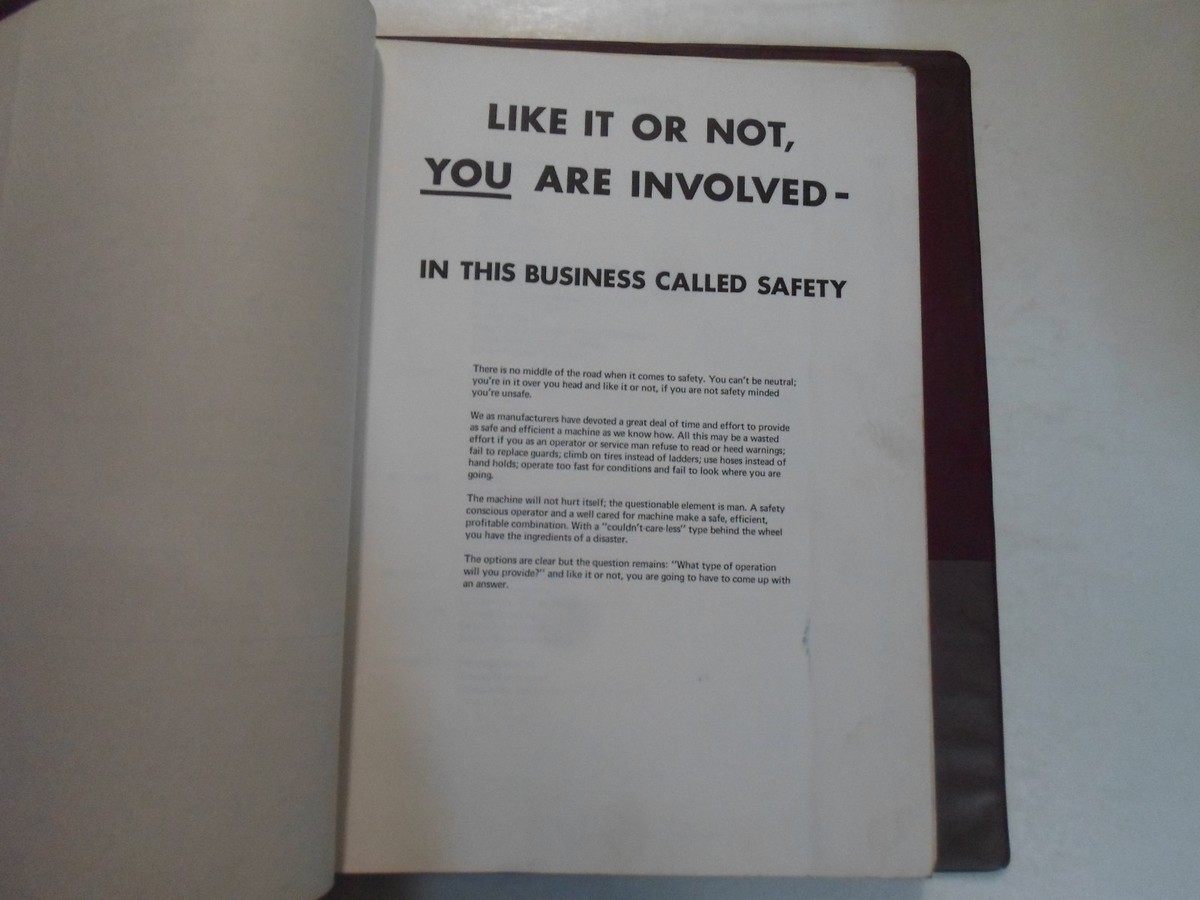 LIKE IT OR NOT,
YOU ARE INVOLVED-
IN THIS BUSINESS CALLED SAFETY
There is no middle of the road when it comes to safety. You can't be neutral;
you're in it over you head and like it or not, if you are not safety minded
you're unsafe.
We as manufacturers have devoted a great deal of time and effort to provide
as safe and efficient a machine as we know how. All this may be a wasted
effort if you as an operator or service man refuse to read or heed warnings;
fail to replace guards; climb on tires instead of ladders; use hoses instead of
hand holds; operate too fast for conditions and fail to look where you are
going.
The machine will not hurt itself; the questionable element is man. A safety
conscious operator and a well cared for machine make a safe, efficient,
profitable combination. With a "couldn't-care-less" type behind the wheel
you have the ingredients of a disaster.
The options are clear but the question remains: "What type of operation
will you provide?" and like it or not, you are going to have to come up with
an answer.